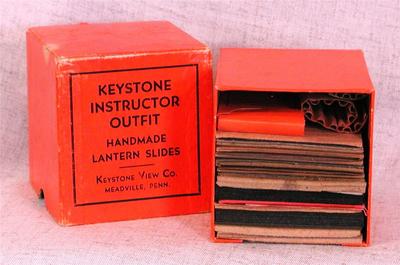 KEYSTONE
INSTRUCTOR
OUTFIT
HANDMADE
LANTERN SLIDES
KEYSTONE VIEW CO.
MEADVILLE, PENN.